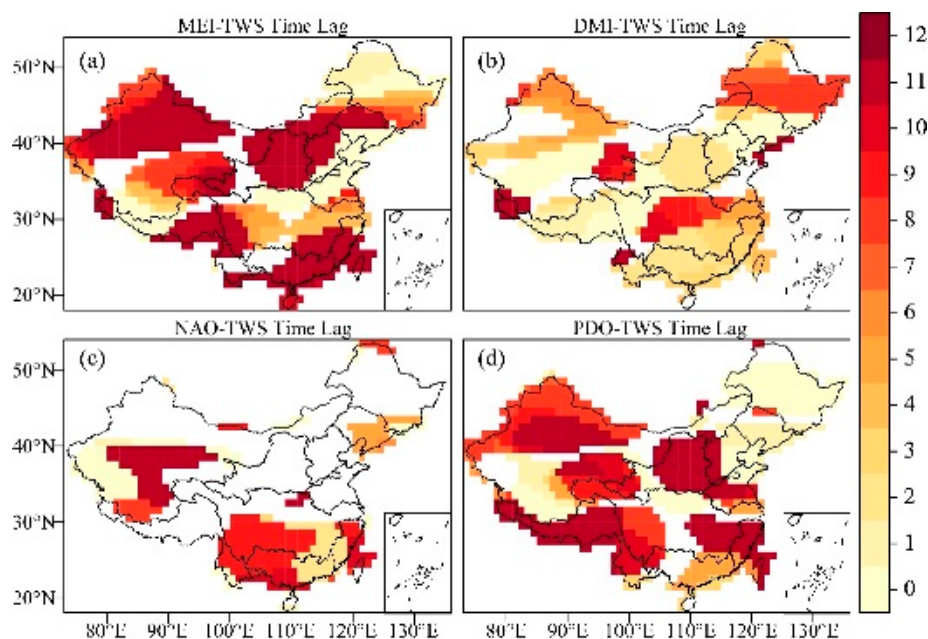 MEI-TWS Time Lag
DMI-TWS Time Lag
(a)
(b)
50°N
40°N
30°N
20°N
NAO-TWS Time Lag
PDO-TWS Time Lag
(c)
(d)
50°N
40°N
30°N
20°N
80°E 90°E 100°E 110°E 120°E 130°E
80°E 90°E 100°E 110°E 120°E 130°E
12
11
10
9
8
7
6
5
4
3
2
1
0